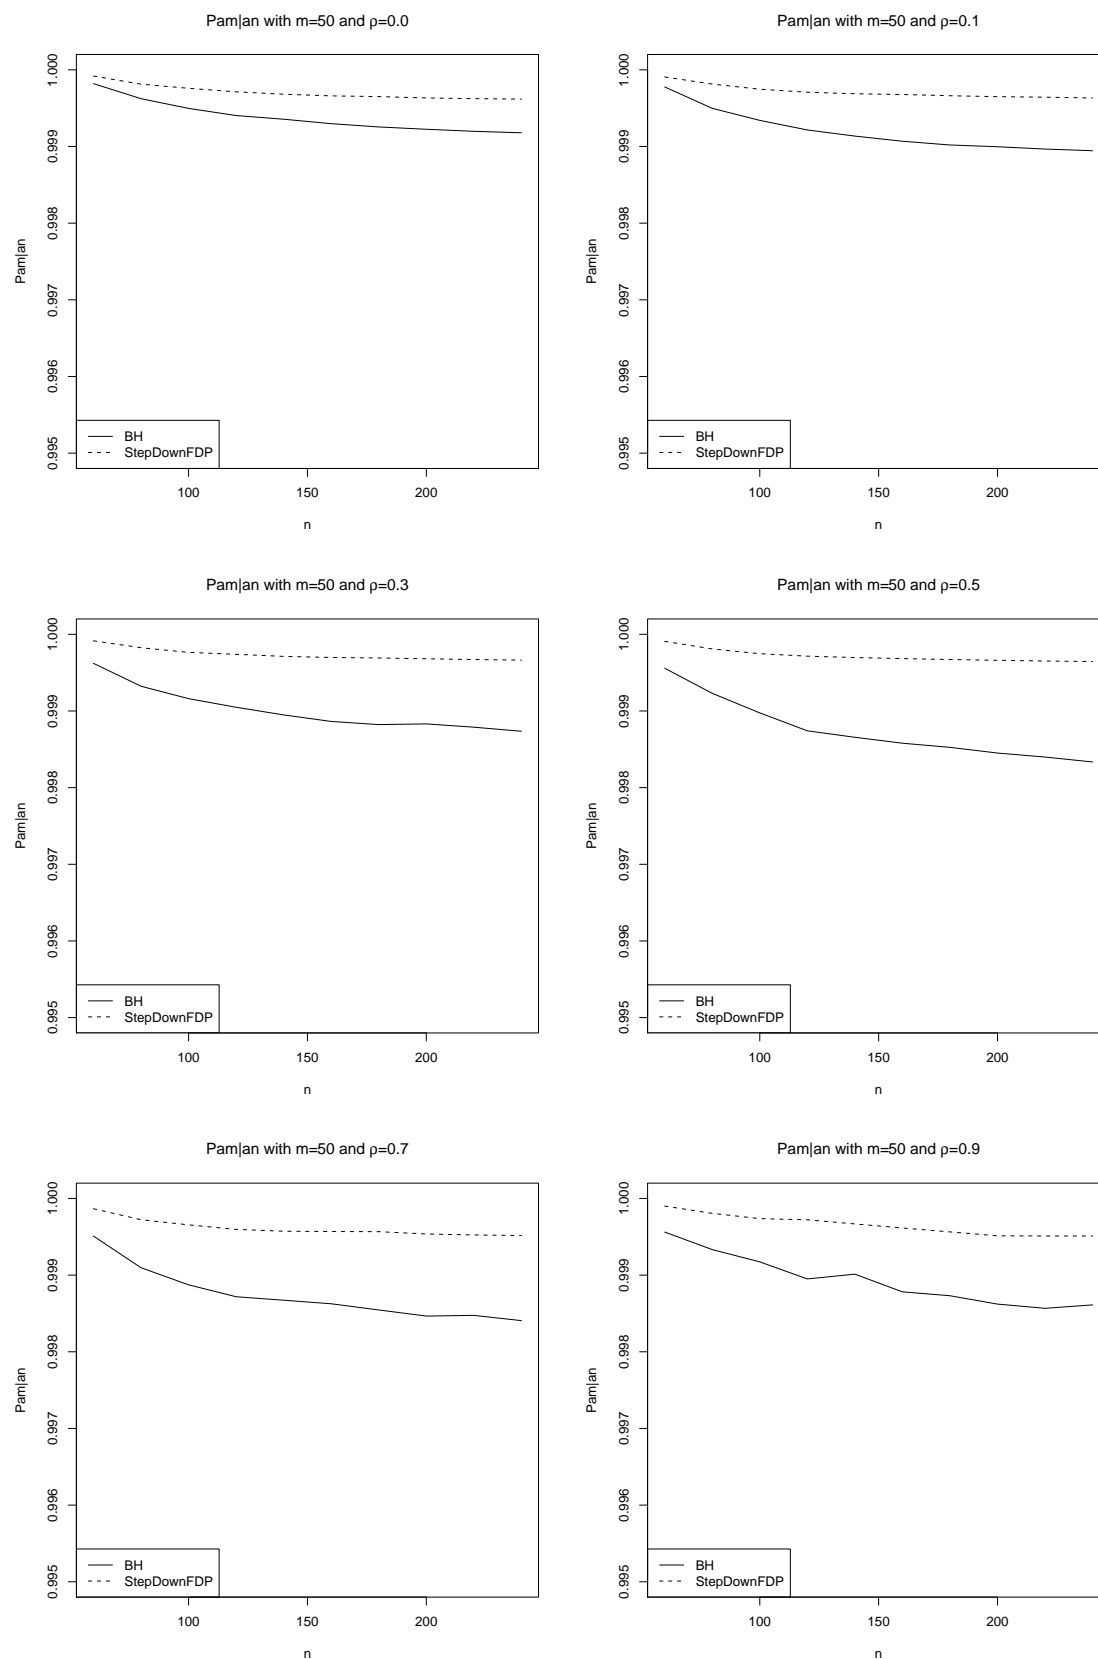 Pam|an with m=50 and ρ=0.0
Pam|an
1.000
0.999
0.998
0.997
0.996
0.995
BH
StepDownFDP
100
150
200
n
Pam|an with m=50 and ρ=0.1
Pam|an
1.000
0.999
0.998
0.997
0.996
0.995
BH
StepDownFDP
100
150
200
n
Pam|an with m=50 and ρ=0.3
Pam|an
1.000
0.999
0.998
0.997
0.996
0.995
BH
StepDownFDP
100
150
200
n
Pam|an with m=50 and ρ=0.5
Pam|an
1.000
0.999
0.998
0.997
0.996
0.995
BH
StepDownFDP
100
150
200
n
Pam|an with m=50 and ρ=0.7
Pam|an
1.000
0.999
0.998
0.997
0.996
0.995
BH
StepDownFDP
100
150
200
n
Pam|an with m=50 and ρ=0.9
Pam|an
1.000
0.999
0.998
0.997
0.996
0.995
BH
StepDownFDP
100
150
200
n